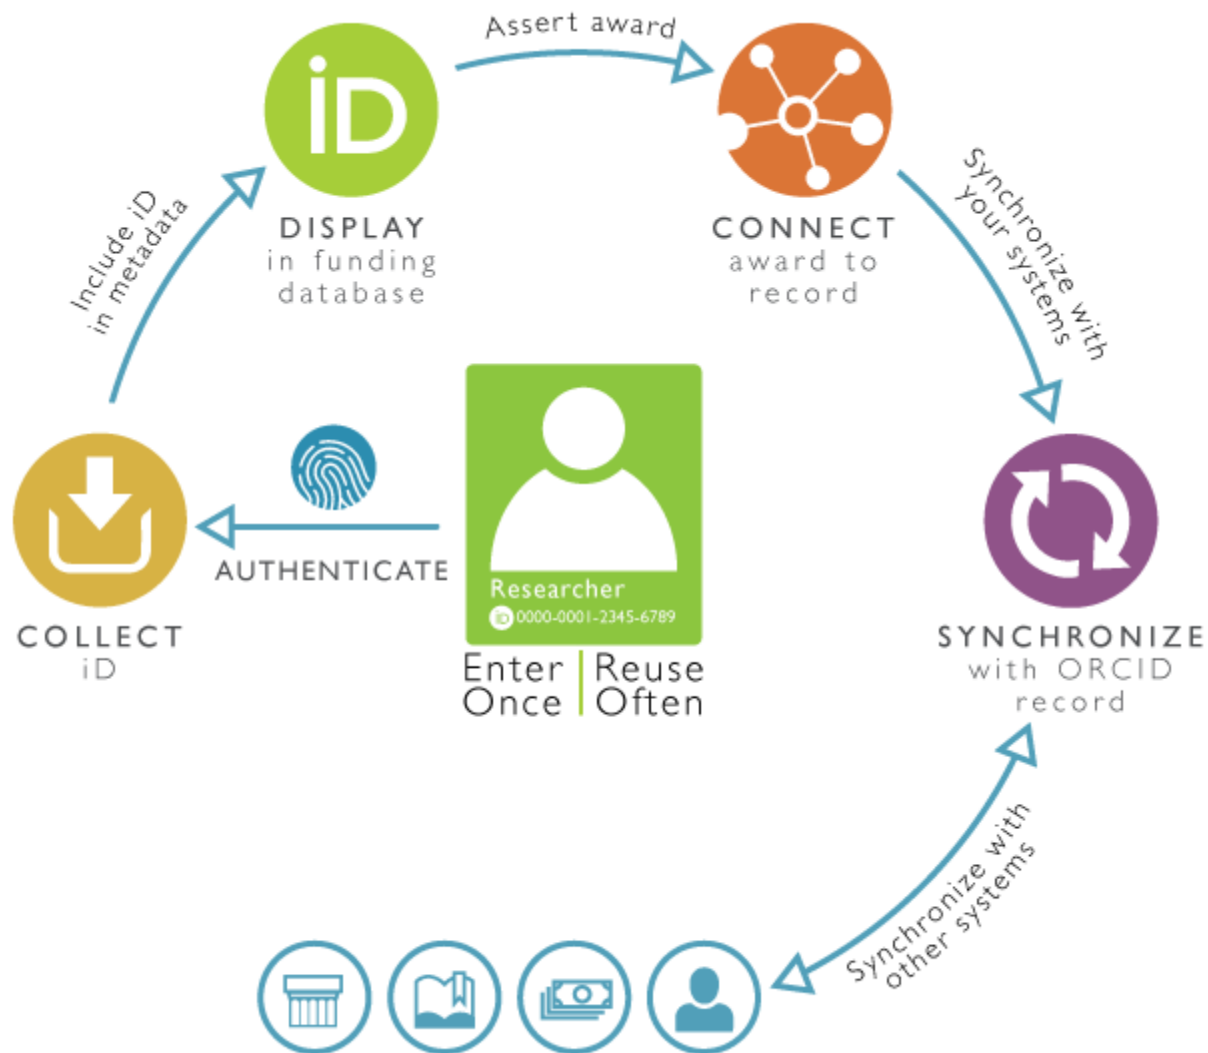 Assert award
iD
DISPLAY
in funding
database
CONNECT
award to
record
Include iD
in metadata
Synchronize with
your systems
AUTHENTICATE
COLLECT
iD
Researcher
iD 0000-0001-2345-6789
Enter
Once
Reuse
Often
SYNCHRONIZE
with ORCID
record
Synchronize with
other systems